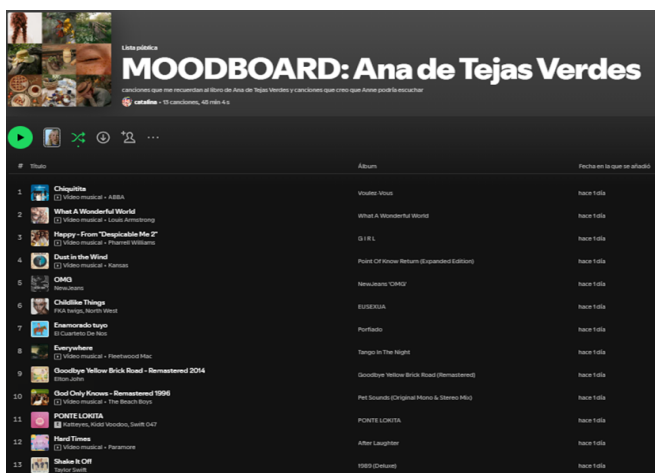 Lista pública
MOODBOARD: Ana de Tejas Verdes
canciones que me recuerdan al libro de Ana de Tejas Verdes y canciones que creo que Anne podría escuchar
catalina • 13 canciones, 48 min 4 s
# Título Álbum Fecha en la que se añadió
1 Chiquitita Voulez-Vous hace 1 día
Vídeo musical • ABBA
2 What A Wonderful World What A Wonderful World hace 1 día
Vídeo musical • Louis Armstrong
3 Happy - From "Despicable Me 2" G I R L hace 1 día
Vídeo musical • Pharrell Williams
4 Dust in the Wind Point Of Know Return (Expanded Edition) hace 1 día
Vídeo musical • Kansas
5 OMG NewJeans 'OMG' hace 1 día
NewJeans
6 Childlike Things EUSEXUA hace 1 día
FKA twigs, North West
7 Enamorado tuyo Porfiado hace 1 día
El Cuarteto De Nos
8 Everywhere Tango In The Night hace 1 día
Vídeo musical • Fleetwood Mac
9 Goodbye Yellow Brick Road - Remastered 2014 Goodbye Yellow Brick Road (Remastered) hace 1 día
Elton John
10 God Only Knows - Remastered 1996 Pet Sounds (Original Mono & Stereo Mix) hace 1 día
Vídeo musical • The Beach Boys
11 PONTE LOKITA PONTE LOKITA hace 1 día
Katteyes, Kidd Voodoo, Swift 047
12 Hard Times After Laughter hace 1 día
Vídeo musical • Paramore
13 Shake It Off 1989 (Deluxe) hace 1 día
Taylor Swift